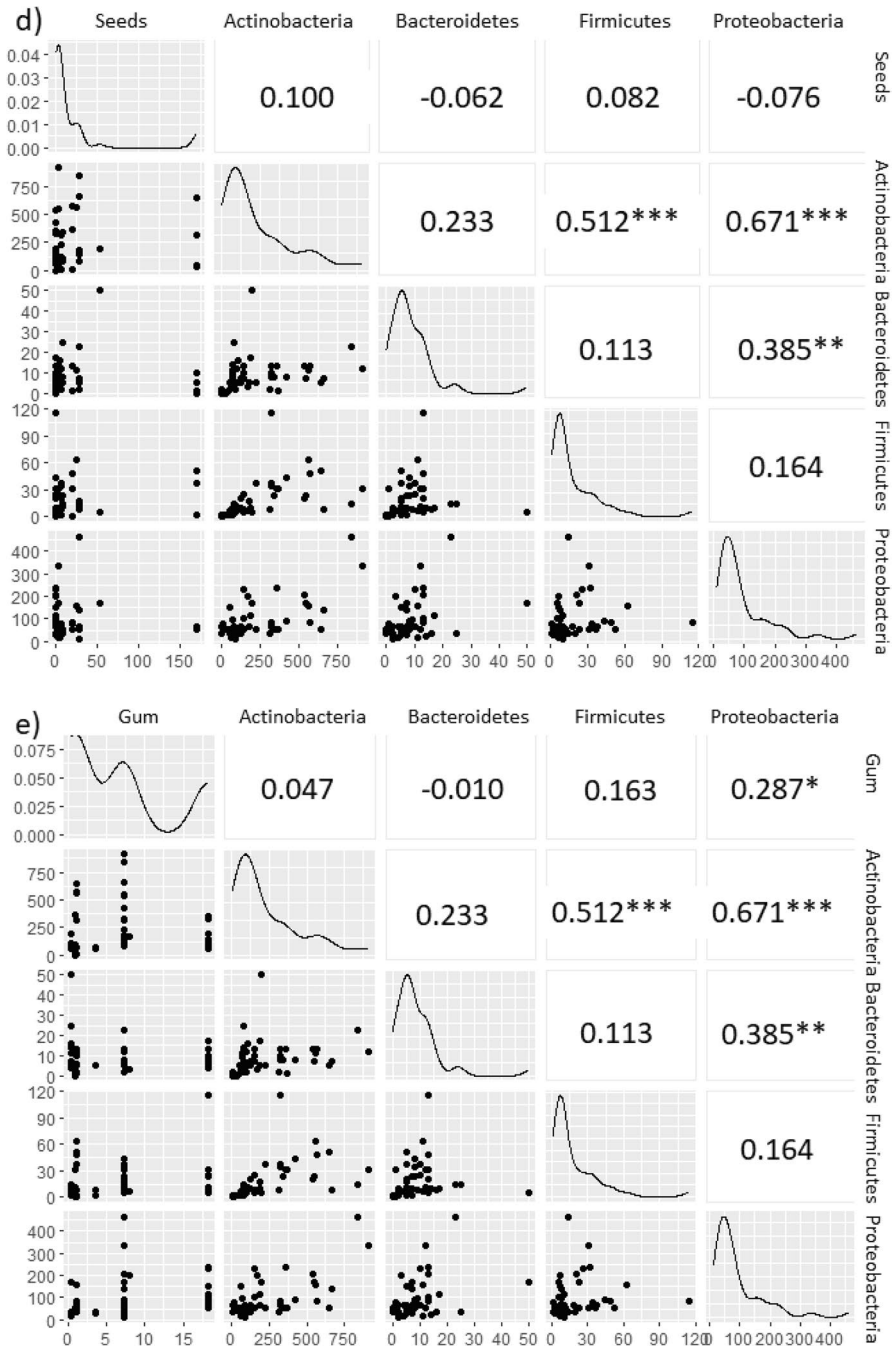 d)
Seeds Actinobacteria Bacteroidetes Firmicutes Proteobacteria
0.04
0.03
0.02
0.01
0.00
0.100 -0.062 0.082 -0.076
Seeds
750
500
250
0
0.233 0.512*** 0.671***
Actinobacteria
50
40
30
20
10
0
0.113 0.385**
Bacteroidetes
120
90
60
30
0
0.164
Firmicutes
400
300
200
100
0
Proteobacteria
0 50 100 150 0 250 500 750 0 10 20 30 40 50 0 30 60 90 120 0 100 200 300 400
e)
Gum Actinobacteria Bacteroidetes Firmicutes Proteobacteria
0.075
0.050
0.025
0.000
0.047 -0.010 0.163 0.287*
Gum
750
500
250
0
0.233 0.512*** 0.671***
Actinobacteria
50
40
30
20
10
0
0.113 0.385**
Bacteroidetes
120
90
60
30
0
0.164
Firmicutes
400
300
200
100
0
Proteobacteria
0 5 10 15 0 250 500 750 0 10 20 30 40 50 0 30 60 90 120 0 100 200 300 400